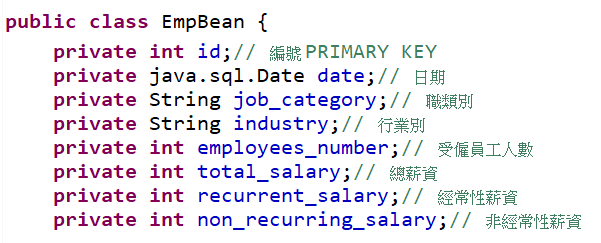 public class EmpBean {
private int id;// 編號PRIMARY KEY
private java.sql.Date date;// 日期
private String job_category;// 職類別
private String industry;// 行業別
private int employees_number;// 受僱員工人數
private int total_salary;// 總薪資
private int recurrent_salary;// 經常性薪資
private int non_recurring_salary;// 非經常性薪資